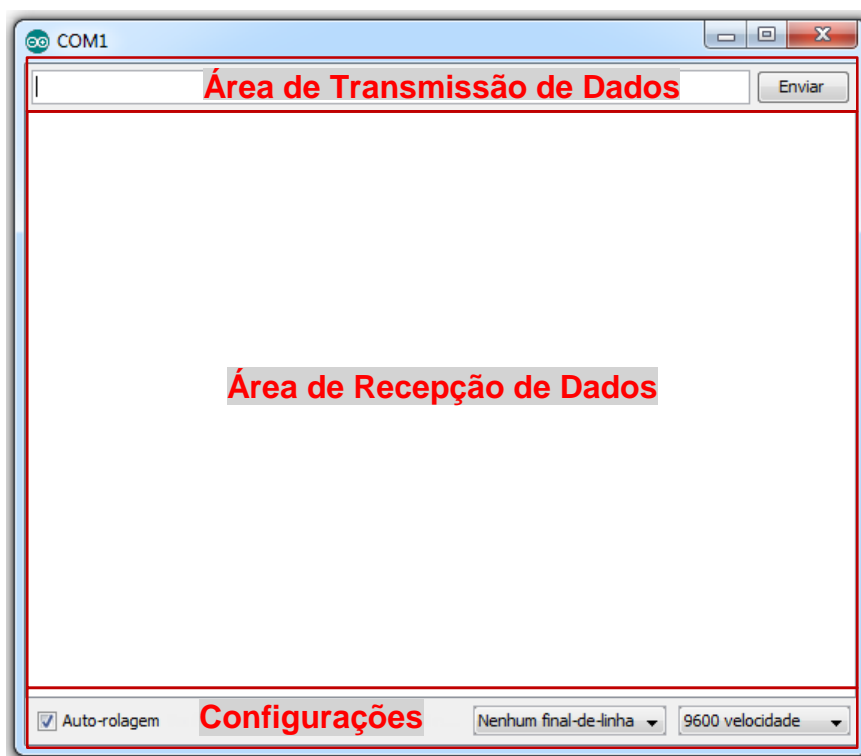 COM1
Área de Transmissão de Dados Enviar
Área de Recepção de Dados
Auto-rolagem Configurações Nenhum final-de-linha 9600 velocidade